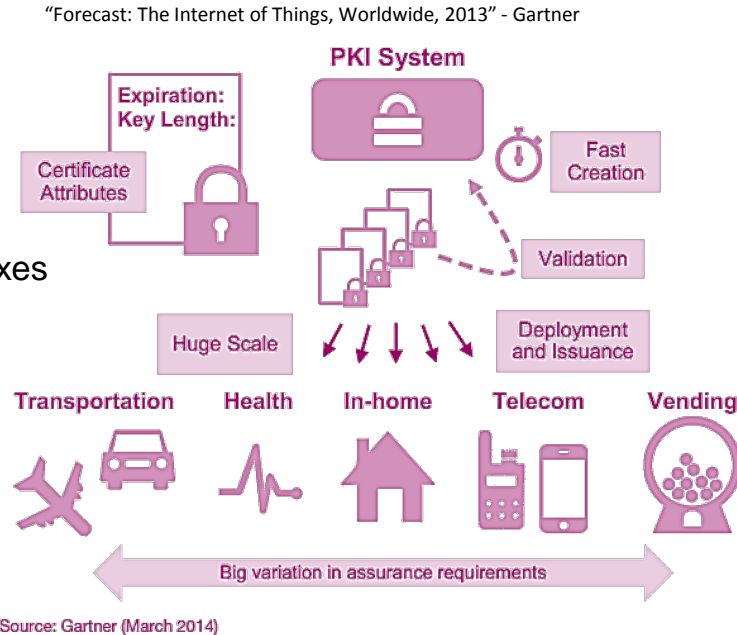 “Forecast: The Internet of Things, Worldwide, 2013” - Gartner
PKI System
Expiration:
Key Length:
Certificate
Attributes
Fast
Creation
xes
Validation
Huge Scale
Deployment
and Issuance
Transportation
Health
In-home
Telecom
Vending
Big variation in assurance requirements
Source: Gartner (March 2014)